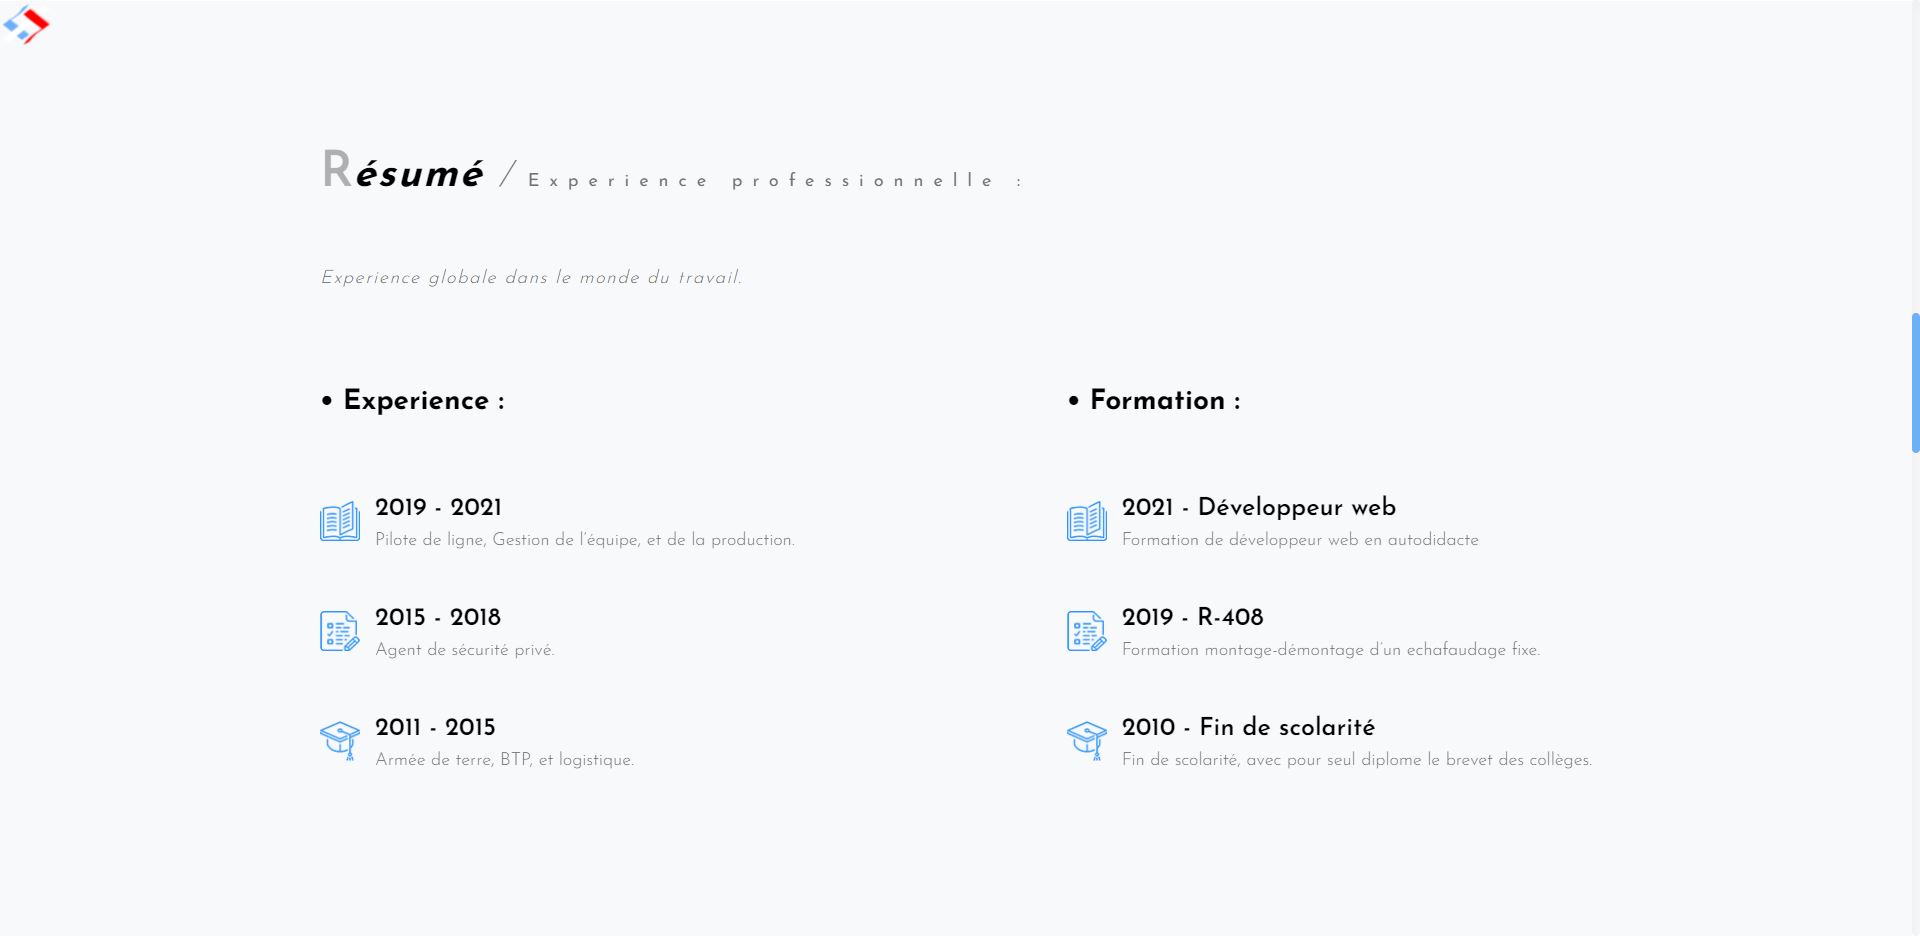 Résumé / Experience professionnelle :
Experience globale dans le monde du travail.
• Experience :
2019 - 2021
Pilote de ligne, Gestion de l'équipe, et de la production.
2015 - 2018
Agent de sécurité privé.
2011 - 2015
Armée de terre, BTP, et logistique.
• Formation :
2021 - Développeur web
Formation de développeur web en autodidacte
2019 - R-408
Formation montage-démontage d'un echafaudage fixe.
2010 - Fin de scolarité
Fin de scolarité, avec pour seul diplome le brevet des collèges.